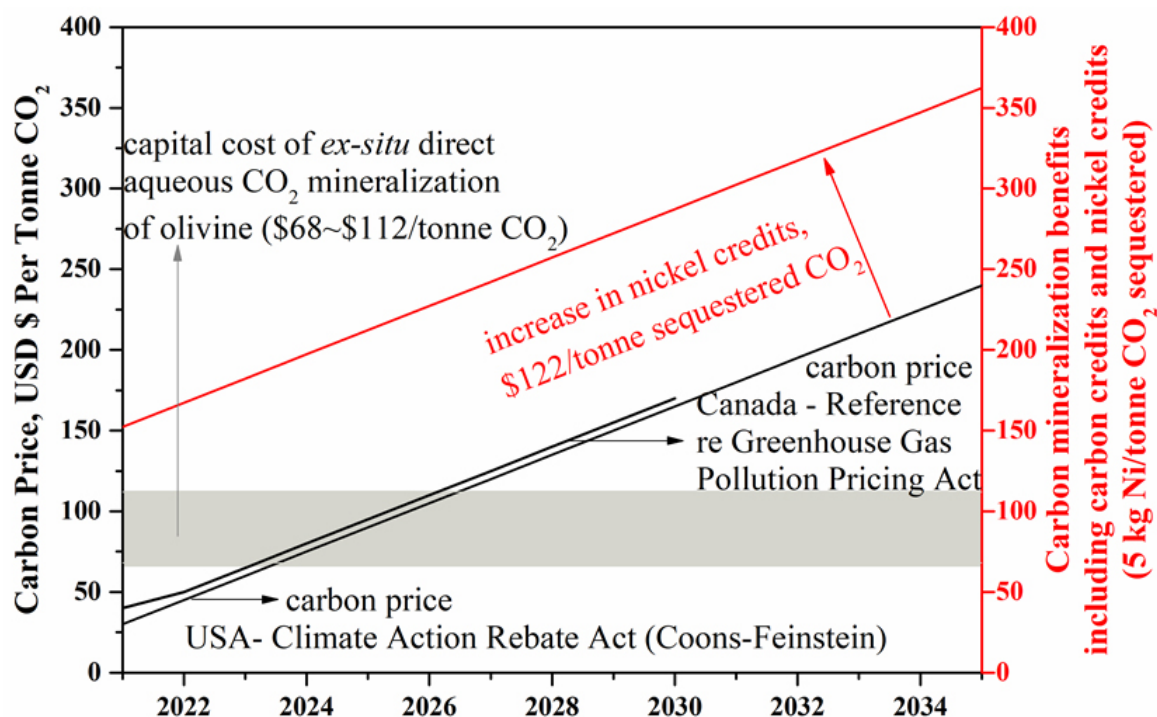 Carbon Price, USD $ Per Tonne CO₂
400
350
300
250
200
150
100
50
0
capital cost of ex-situ direct
aqueous CO₂ mineralization
of olivine ($68~$112/tonne CO₂)
increase in nickel credits,
$122/tonne sequestered CO₂
carbon price
Canada - Reference
re Greenhouse Gas
Pollution Pricing Act
carbon price
USA- Climate Action Rebate Act (Coons-Feinstein)
2022 2024 2026 2028 2030 2032 2034
400
350
300
250
200
150
100
50
0
Carbon mineralization benefits
including carbon credits and nickel credits
(5 kg Ni/tonne CO₂ sequestered)